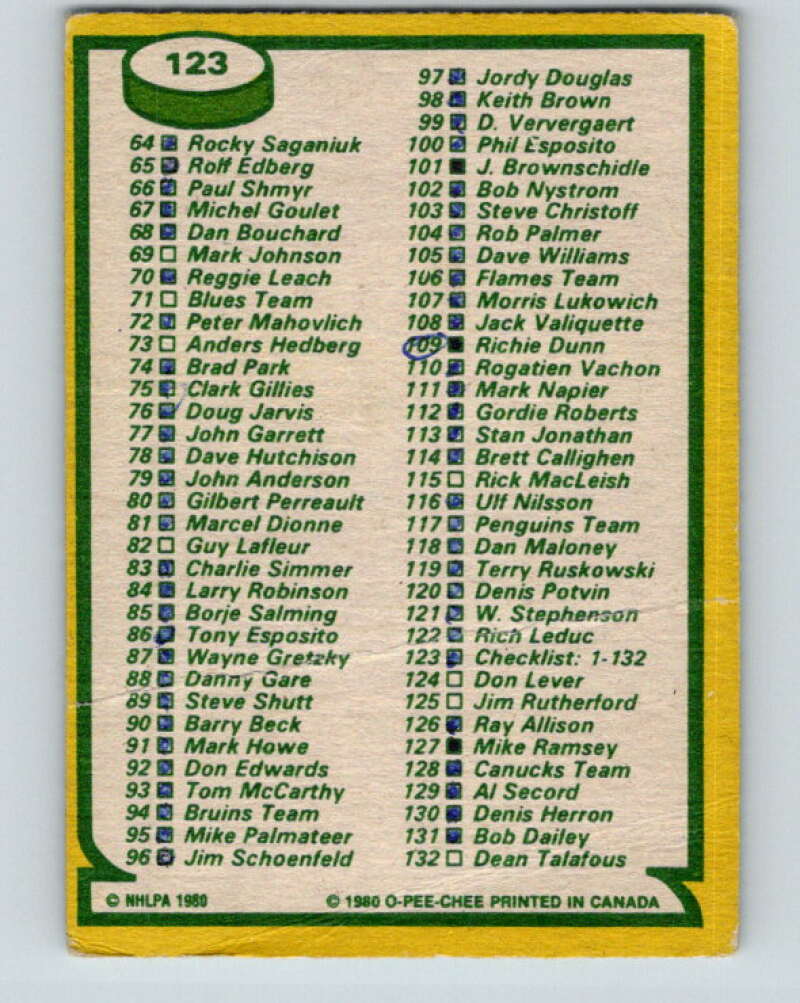 123
64 Rocky Saganiuk
65 Rolf Edberg
66 Paul Shmyr
67 Michel Goulet
68 Dan Bouchard
69 Mark Johnson
70 Reggie Leach
71 Blues Team
72 Peter Mahovlich
73 Anders Hedberg
74 Brad Park
75 Clark Gillies
76 Doug Jarvis
77 John Garrett
78 Dave Hutchison
79 John Anderson
80 Gilbert Perreault
81 Marcel Dionne
82 Guy Lafleur
83 Charlie Simmer
84 Larry Robinson
85 Borje Salming
86 Tony Esposito
87 Wayne Gretzky
88 Danny Gare
89 Steve Shutt
90 Barry Beck
91 Mark Howe
92 Don Edwards
93 Tom McCarthy
94 Bruins Team
95 Mike Palmateer
96 Jim Schoenfeld
97 Jordy Douglas
98 Keith Brown
99 D. Ververgaert
100 Phil Esposito
101 J. Brownschidle
102 Bob Nystrom
103 Steve Christoff
104 Rob Palmer
105 Dave Williams
106 Flames Team
107 Morris Lukowich
108 Jack Valiquette
109 Richie Dunn
110 Rogatien Vachon
111 Mark Napier
112 Gordie Roberts
113 Stan Jonathan
114 Brett Callighen
115 Rick MacLeish
116 Ulf Nilsson
117 Penguins Team
118 Dan Maloney
119 Terry Ruskowski
120 Denis Potvin
121 W. Stephenson
122 Rich Leduc
123 Checklist: 1-132
124 Don Lever
125 Jim Rutherford
126 Ray Allison
127 Mike Ramsey
128 Canucks Team
129 Al Secord
130 Denis Herron
131 Bob Dailey
132 Dean Talafous
© NHLPA 1980
© 1980 O-PEE-CHEE PRINTED IN CANADA